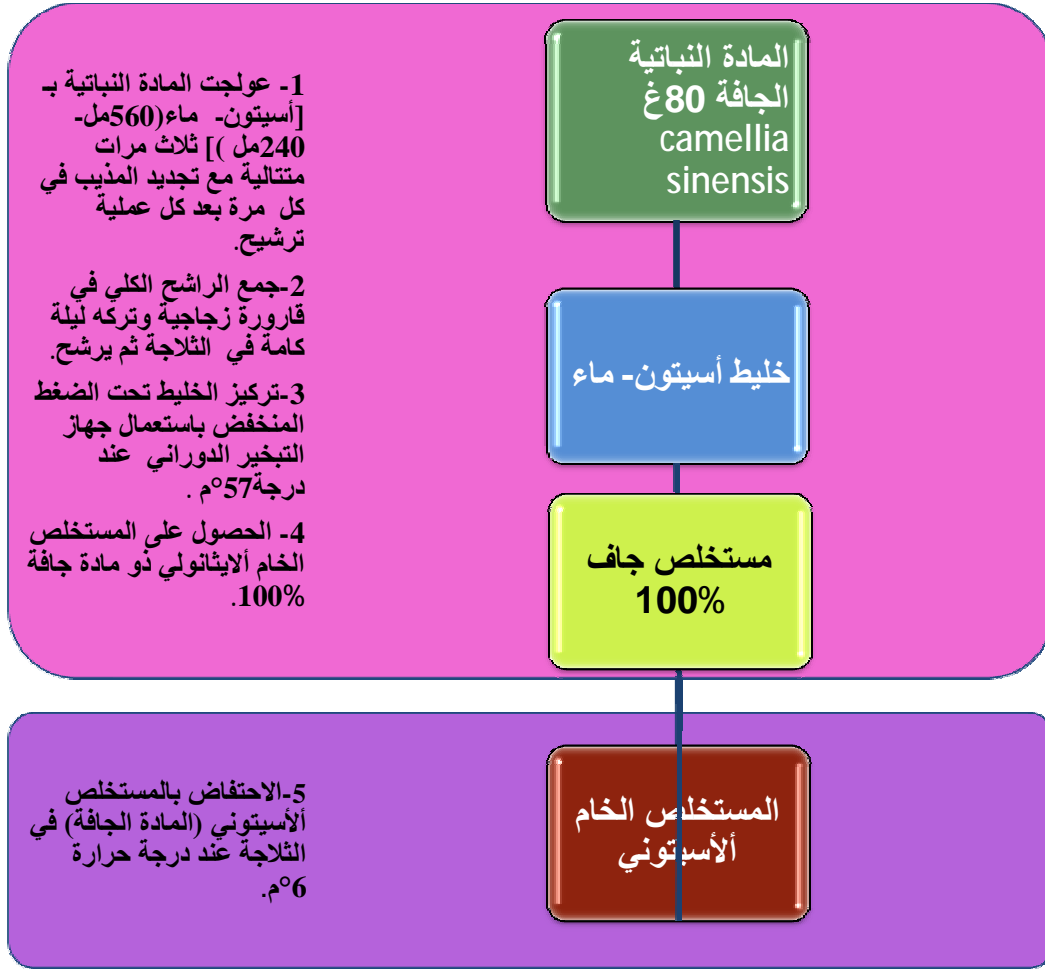 المادة النباتية
الجافة 80غ
camellia
sinensis
1- عولجت المادة النباتية بـ
[أسيتون- ماء(560مل-
240مل )] ثلاث مرات
متتالية مع تجديد المذيب في
كل مرة بعد كل عملية
ترشيح.
2-جمع الراشح الكلي في
قارورة زجاجية وتركه ليلة
كامة في الثلاجة ثم يرشح.
3-تركيز الخليط تحت الضغط
المنخفض باستعمال جهاز
التبخير الدوراني عند
درجة57°م .
4- الحصول على المستخلص
الخام ألايثانولي ذو مادة جافة
100%.
خليط أسيتون- ماء
مستخلص جاف
100%
المستخلص الخام
ألأسيتوني
5-الاحتفاض بالمستخلص
ألأسيتوني (المادة الجافة) في
الثلاجة عند درجة حرارة
6°م.